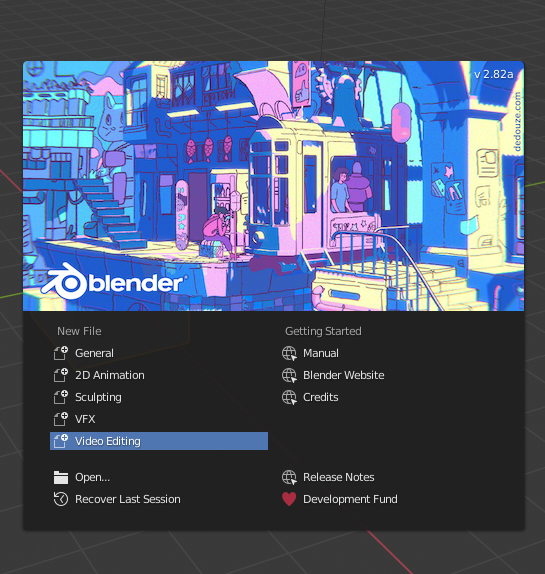 v 2.82a
dedouze.com
blender
New File
General
2D Animation
Sculpting
VFX
Video Editing
Open...
Recover Last Session
Getting Started
Manual
Blender Website
Credits
Release Notes
Development Fund